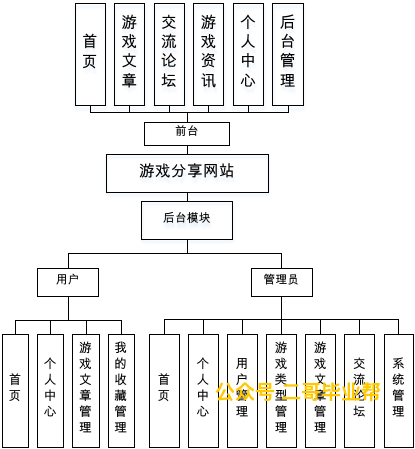 首页
游戏文章
交流论坛
游戏资讯
个人中心
后台管理
前台
游戏分享网站
后台模块
用户
管理员
首页
个人中心
游戏文章管理
我的收藏管理
首页
个人中心
用户管理
游戏类型管理
游戏文章管理
交流论坛
系统管理
公众号:二哥毕业帮